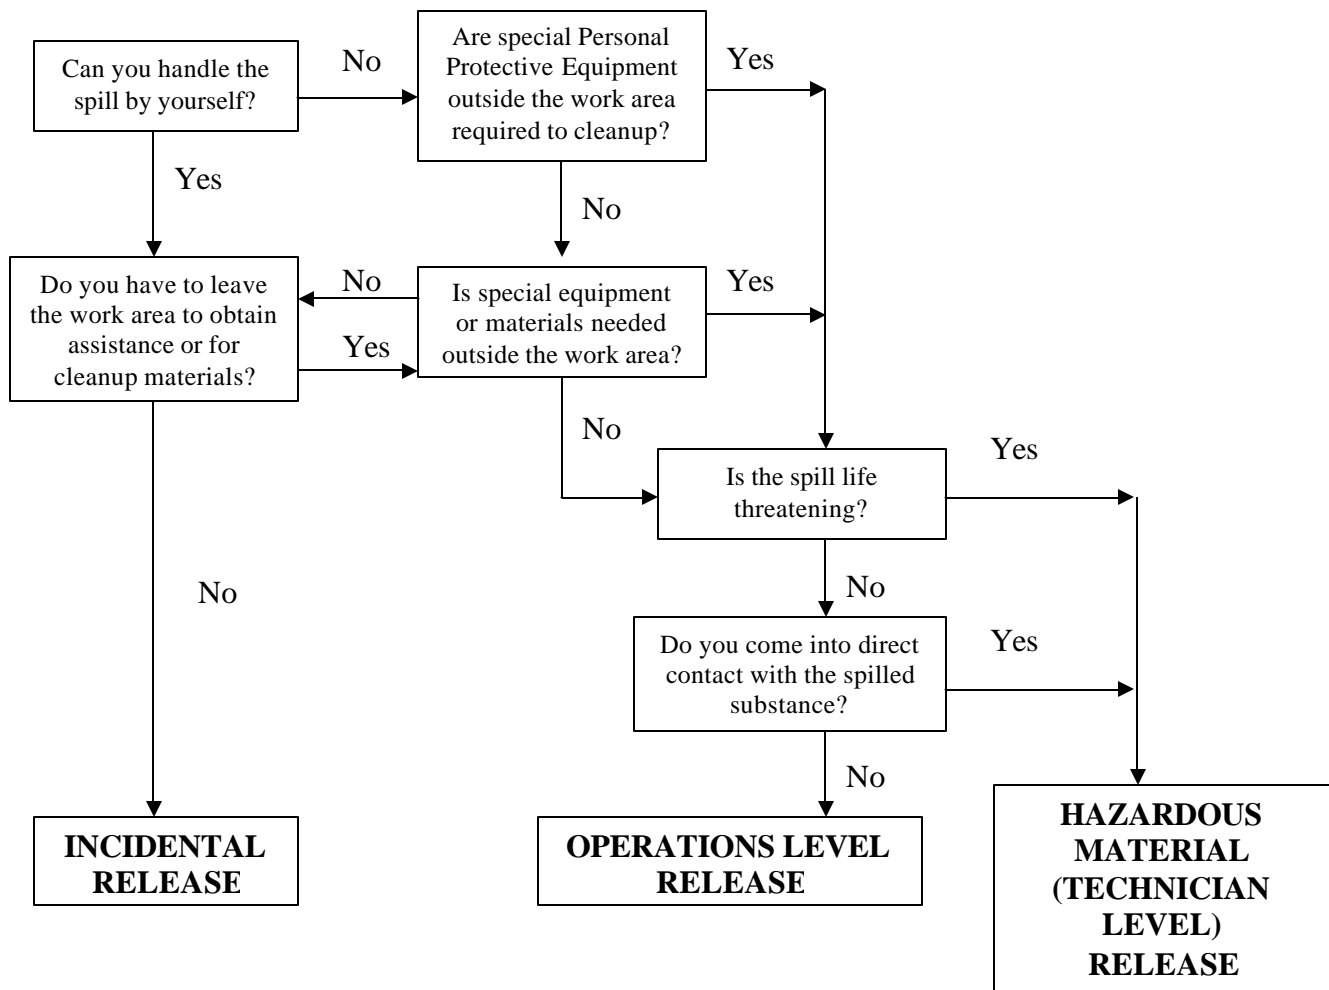 Can you handle the
spill by yourself?
No
Are special Personal
Protective Equipment
outside the work area
required to cleanup?
Yes
Yes
No
Do you have to leave
the work area to obtain
assistance or for
cleanup materials?
No
Yes
Is special equipment
or materials needed
outside the work area?
Yes
No
Is the spill life
threatening?
Yes
No
No
Do you come into direct
contact with the spilled
substance?
Yes
No
INCIDENTAL
RELEASE
OPERATIONS LEVEL
RELEASE
HAZARDOUS
MATERIAL
(TECHNICIAN
LEVEL)
RELEASE